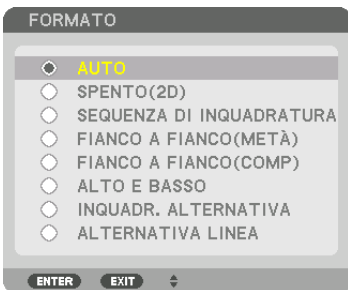 FORMATO
AUTO
SPENTO(2D)
SEQUENZA DI INQUADRATURA
FIANCO A FIANCO(METÀ)
FIANCO A FIANCO(COMP)
ALTO E BASSO
INQUADR. ALTERNATIVA
ALTERNATIVA LINEA
ENTER EXIT